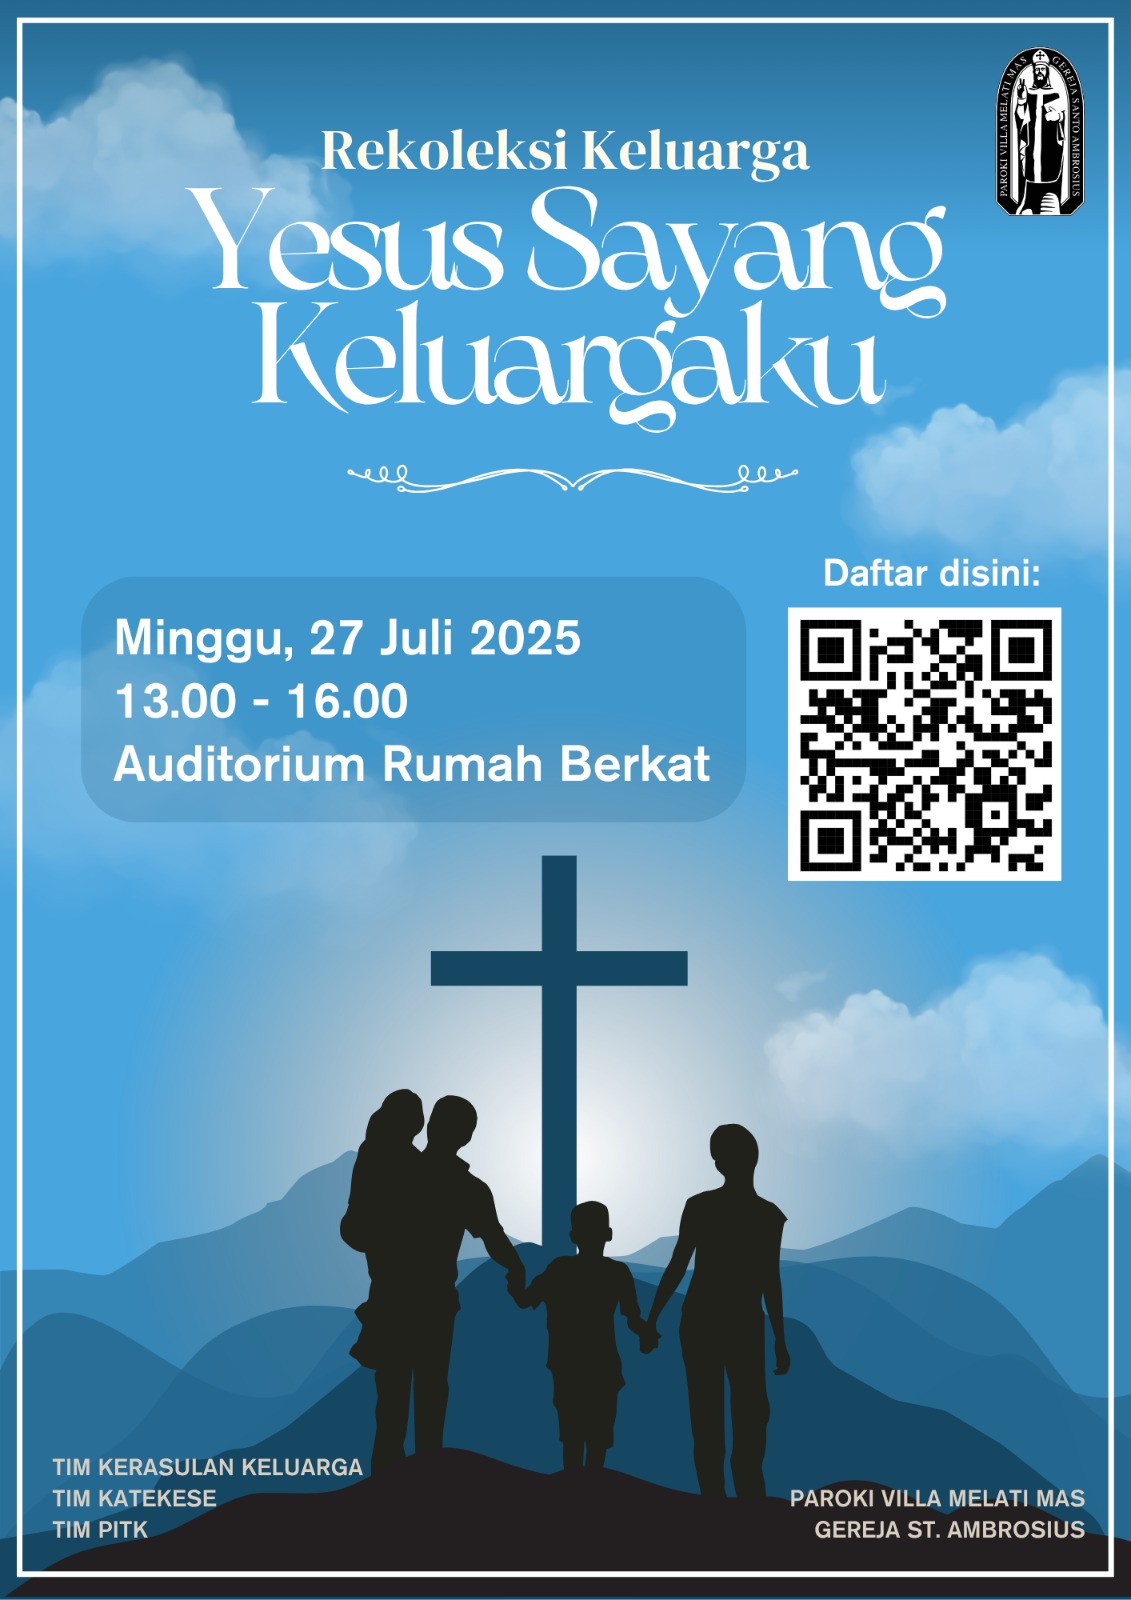 PAROKI VILLA MELATI MAS GEREJA SANTO AMBROSIUS
Rekoleksi Keluarga
Yesus Sayang
Keluargaku
Daftar disini:
Minggu, 27 Juli 2025
13.00 - 16.00
Auditorium Rumah Berkat
TIM KERASULAN KELUARGA
TIM KATEKESE
TIM PITK
PAROKI VILLA MELATI MAS
GEREJA ST. AMBROSIUS